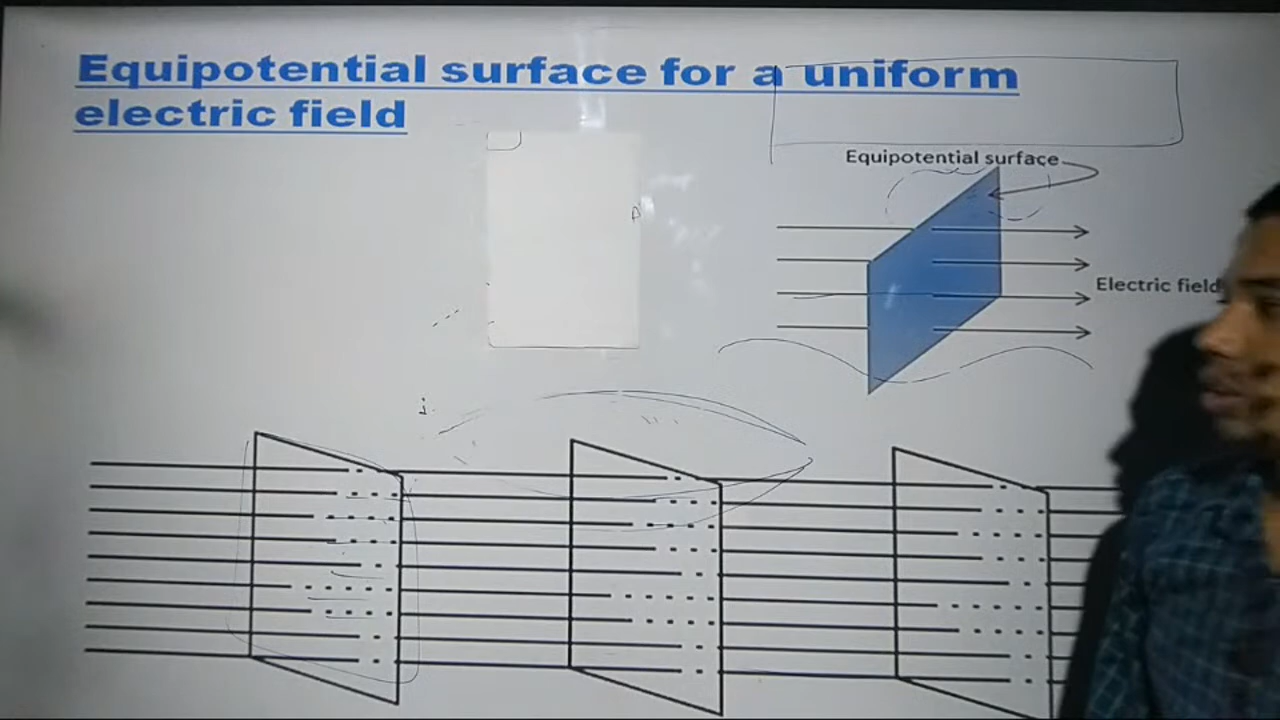 Equipotential surface for a uniform
electric field
Equipotential surface
Electric field